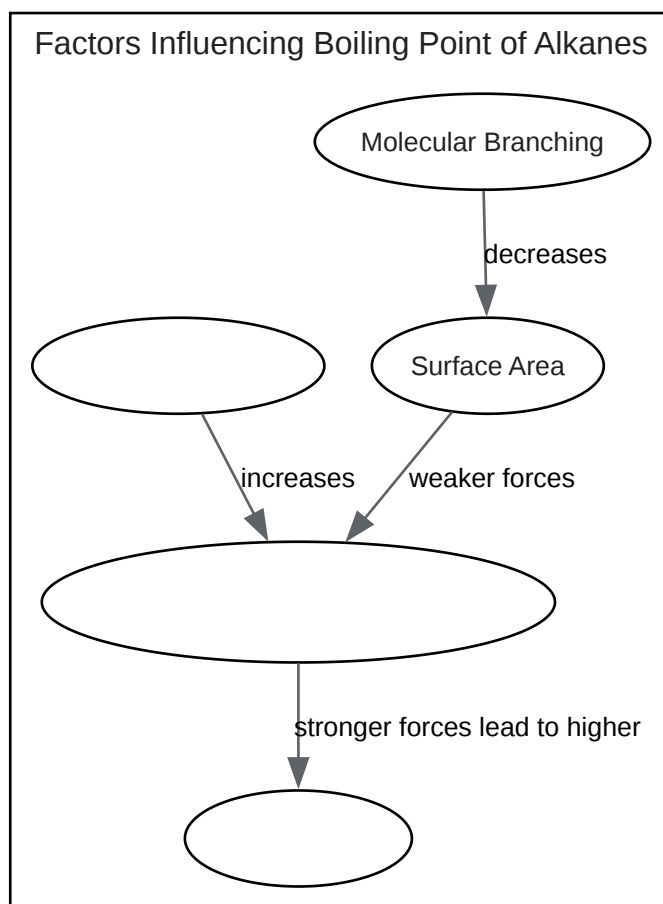 Factors Influencing Boiling Point of Alkanes
Molecular Branching
decreases
Surface Area
increases
weaker forces
stronger forces lead to higher